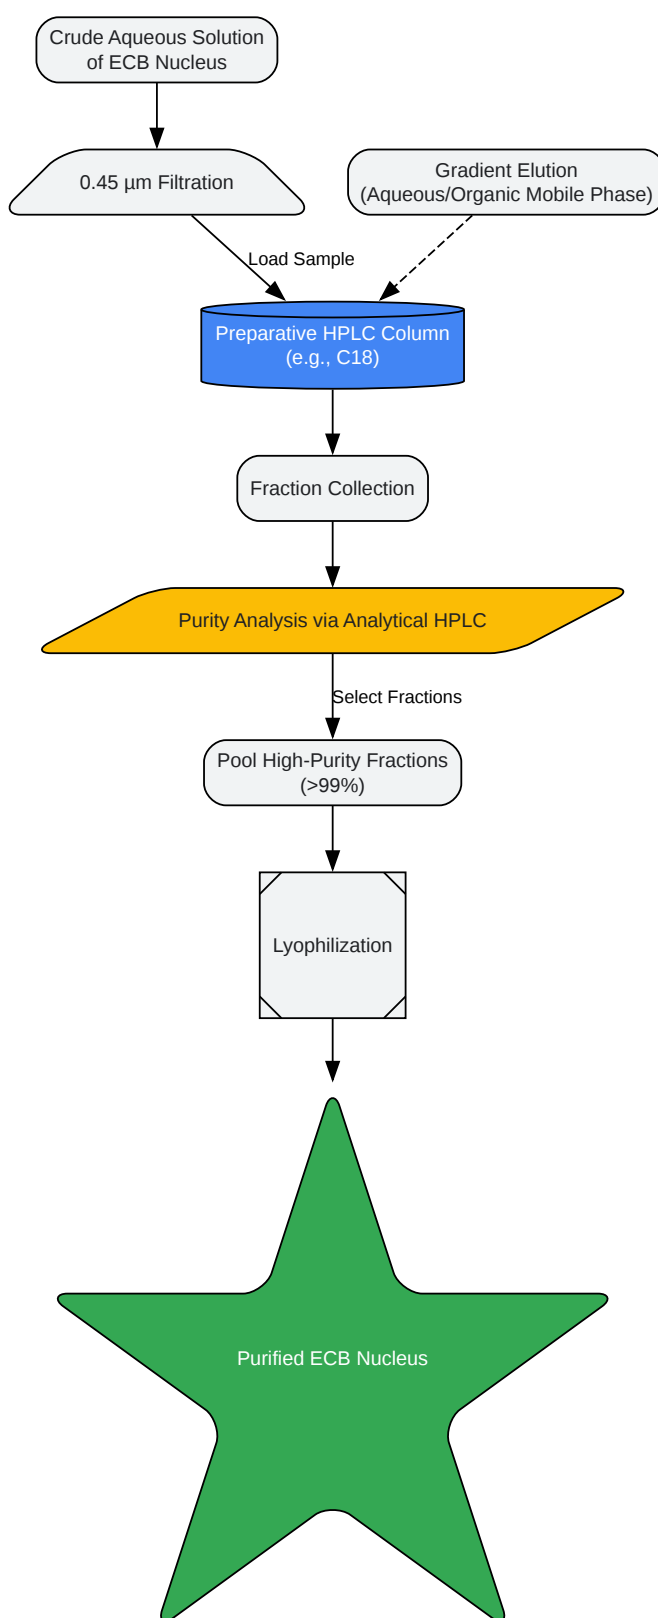 Crude Aqueous Solution
of ECB Nucleus
0.45 µm Filtration
Gradient Elution
(Aqueous/Organic Mobile Phase)
Load Sample
Preparative HPLC Column
(e.g., C18)
Fraction Collection
Purity Analysis via Analytical HPLC
Select Fractions
Pool High-Purity Fractions
(>99%)
Lyophilization
Purified ECB Nucleus